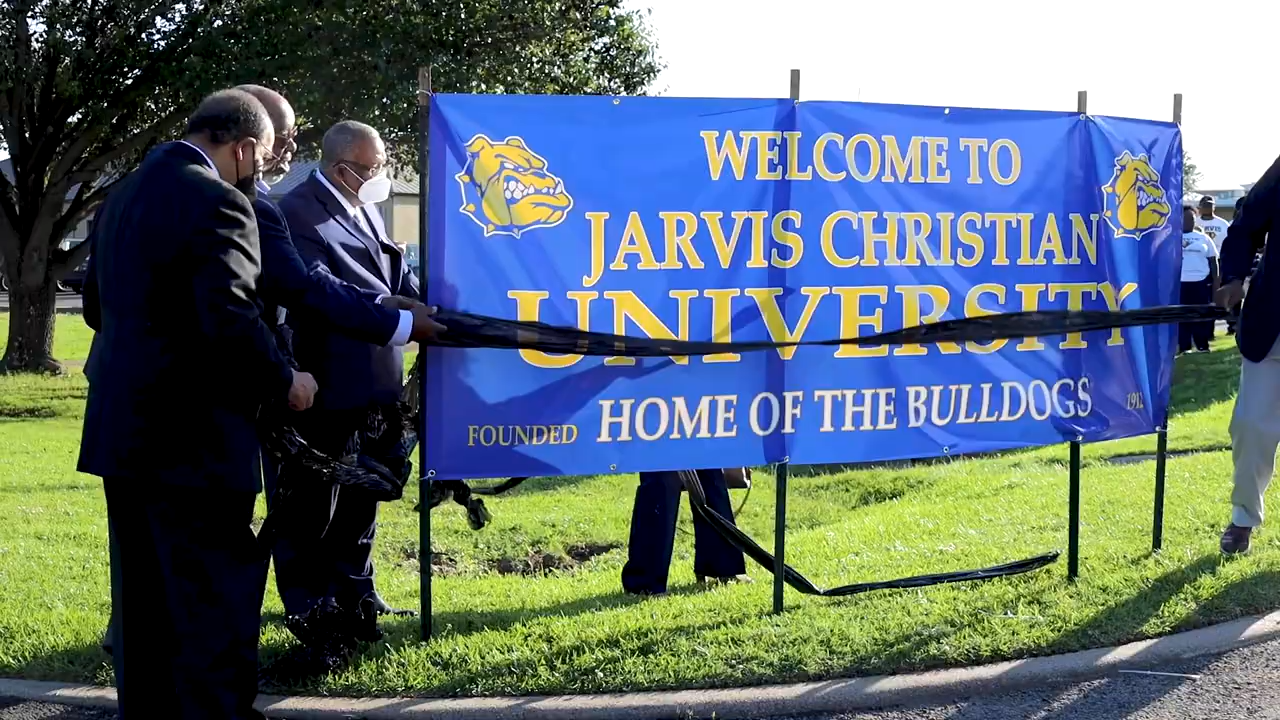 WELCOME TO
JARVIS CHRISTIAN
UNIVERSITY
HOME OF THE BULLDOGS
FOUNDED
1912